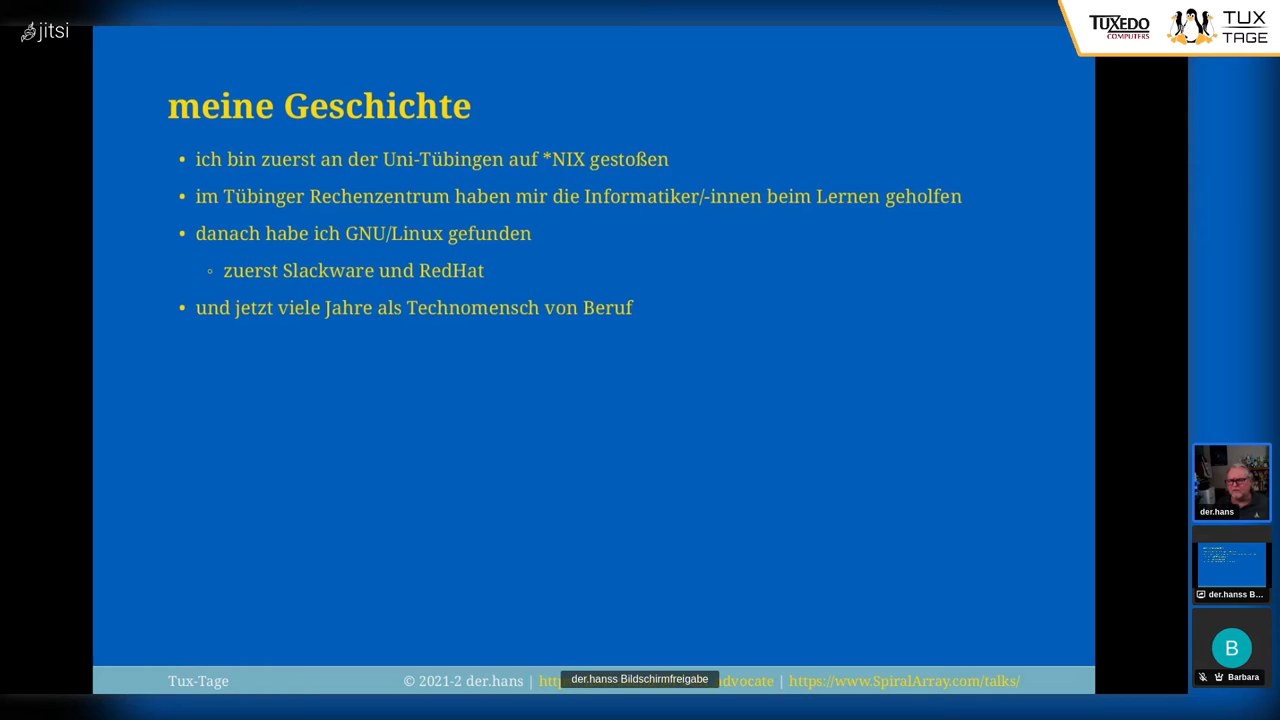 jitsi
TUXEDO
COMPUTERS
TUX
TAGE
meine Geschichte
• ich bin zuerst an der Uni-Tübingen auf *NIX gestoßen
• im Tübinger Rechenzentrum haben mir die Informatiker/-innen beim Lernen geholfen
• danach habe ich GNU/Linux gefunden
◦ zuerst Slackware und RedHat
• und jetzt viele Jahre als Technomensch von Beruf
der.hans
der.hanss B...
B
Barbara
Tux-Tage
© 2021-2 der.hans |
der.hanss Bildschirmfreigabe
| https://www.SpiralArray.com/talks/